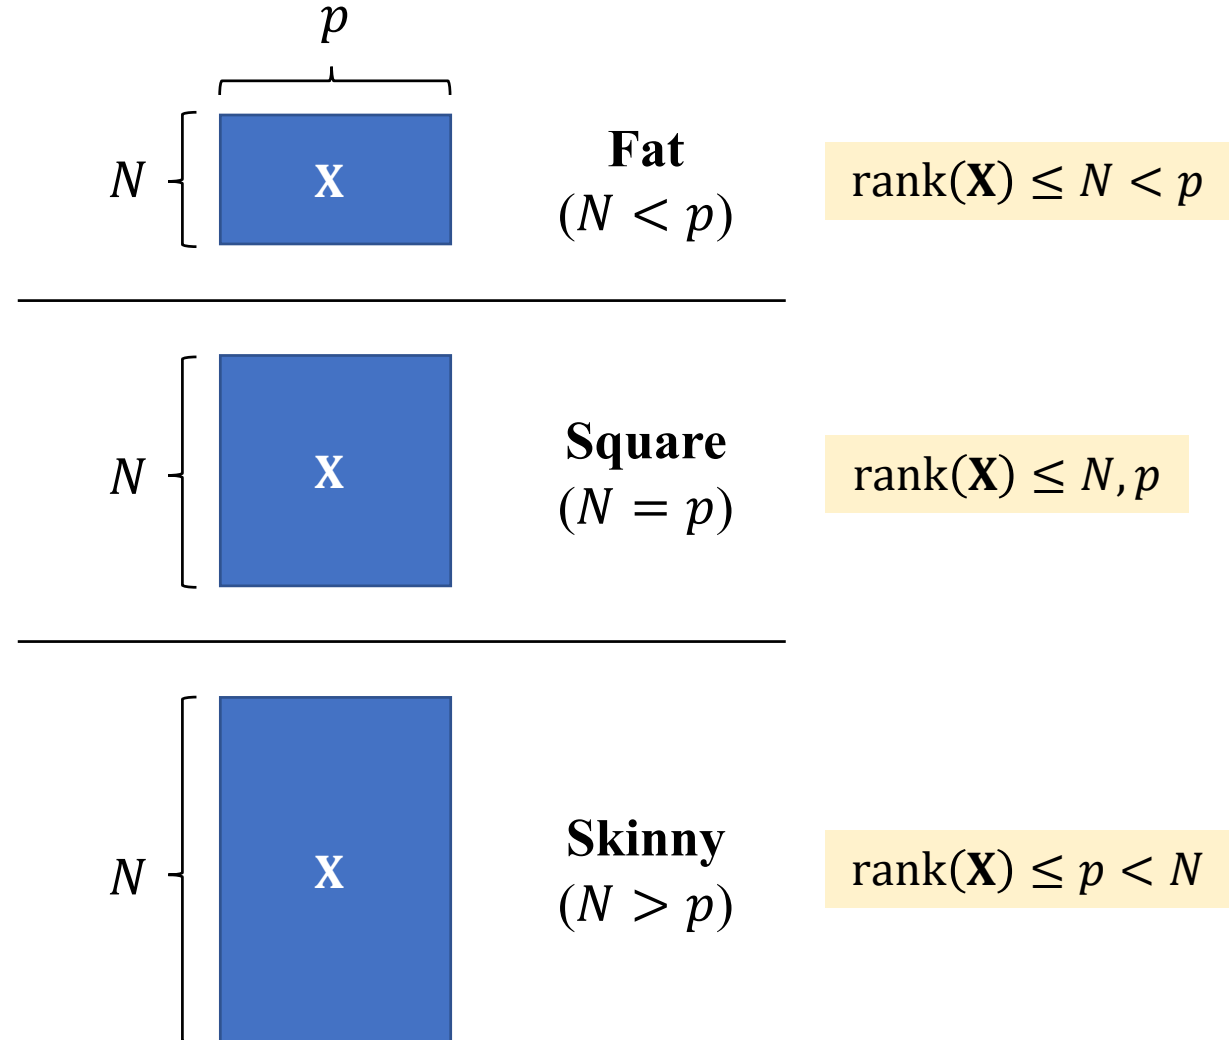 p
N
X
Fat
(N < p)
rank(X) ≤ N < p
N
X
Square
(N = p)
rank(X) ≤ N, p
N
X
Skinny
(N > p)
rank(X) ≤ p < N